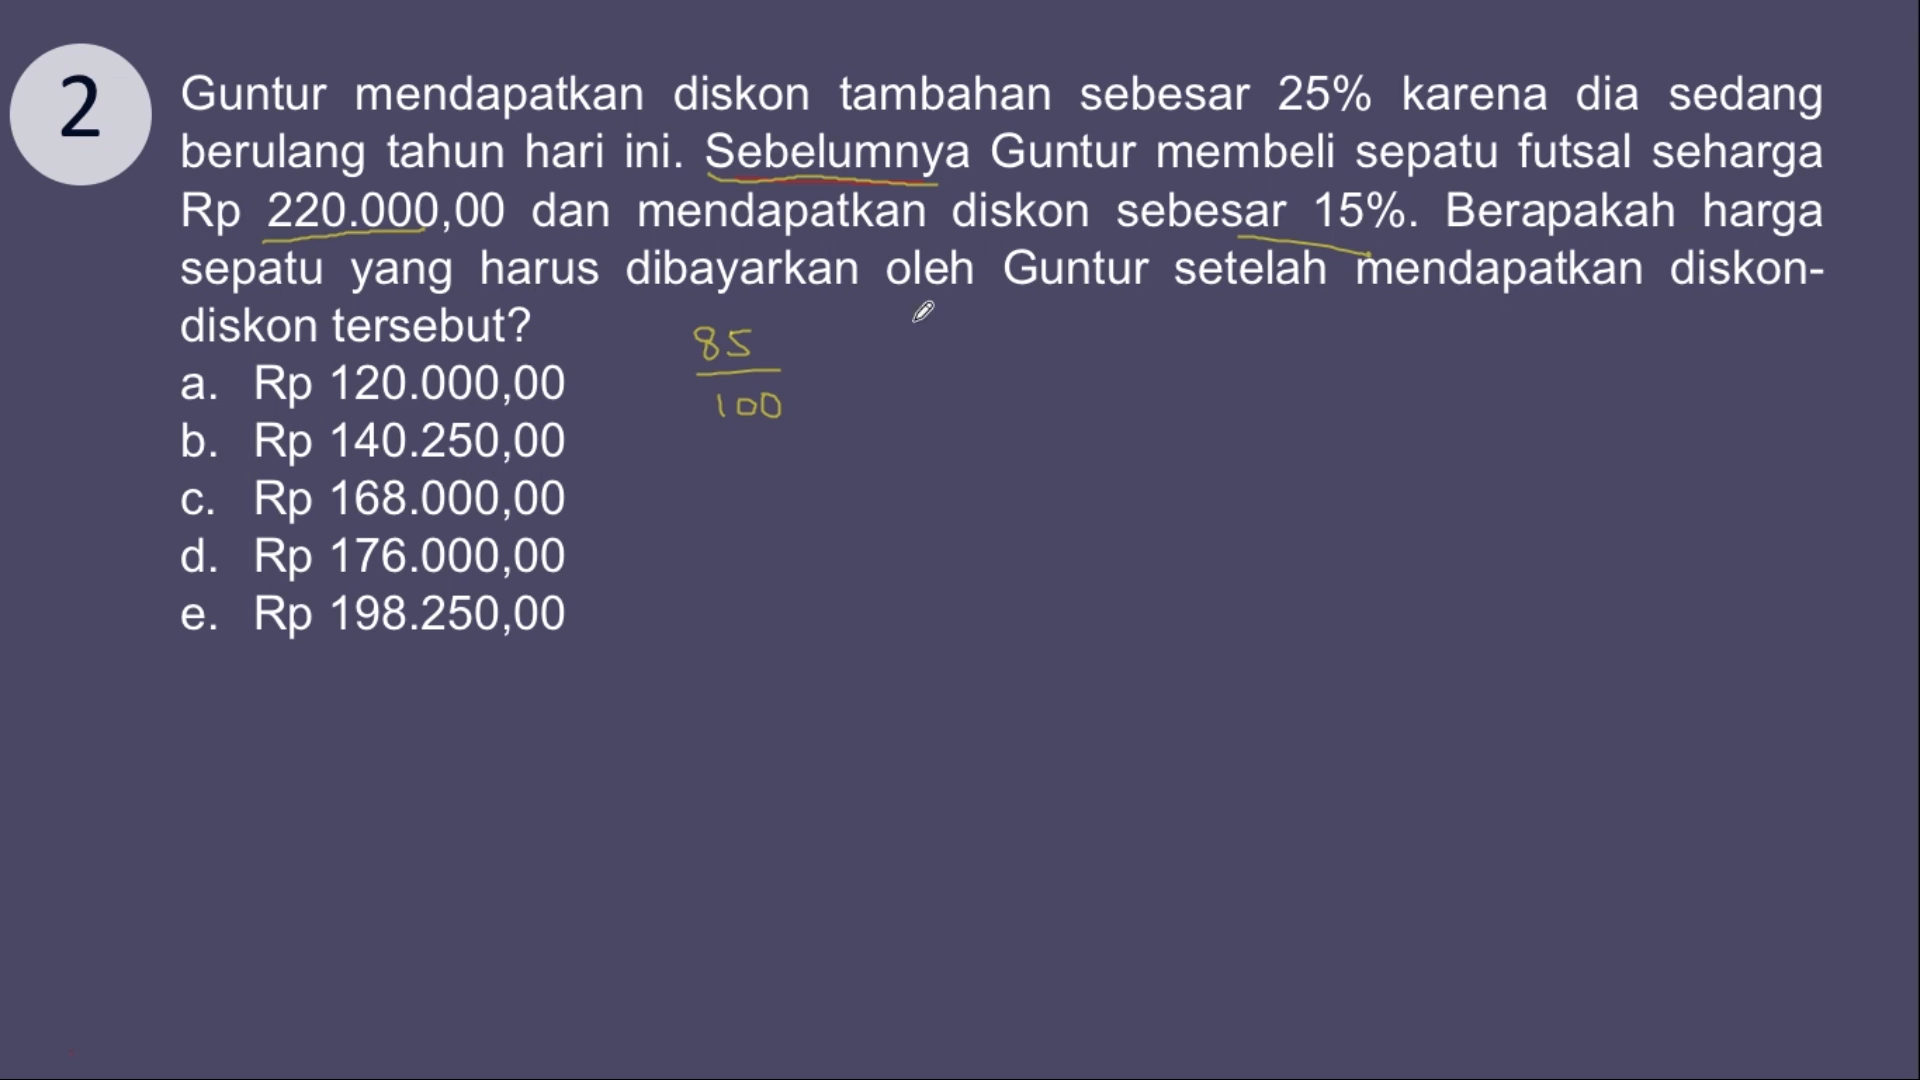 2
Guntur mendapatkan diskon tambahan sebesar 25% karena dia sedang
berulang tahun hari ini. Sebelumnya Guntur membeli sepatu futsal seharga
Rp 220.000,00 dan mendapatkan diskon sebesar 15%. Berapakah harga
sepatu yang harus dibayarkan oleh Guntur setelah mendapatkan diskon-
diskon tersebut?
a. Rp 120.000,00
b. Rp 140.250,00
c. Rp 168.000,00
d. Rp 176.000,00
e. Rp 198.250,00
85
100